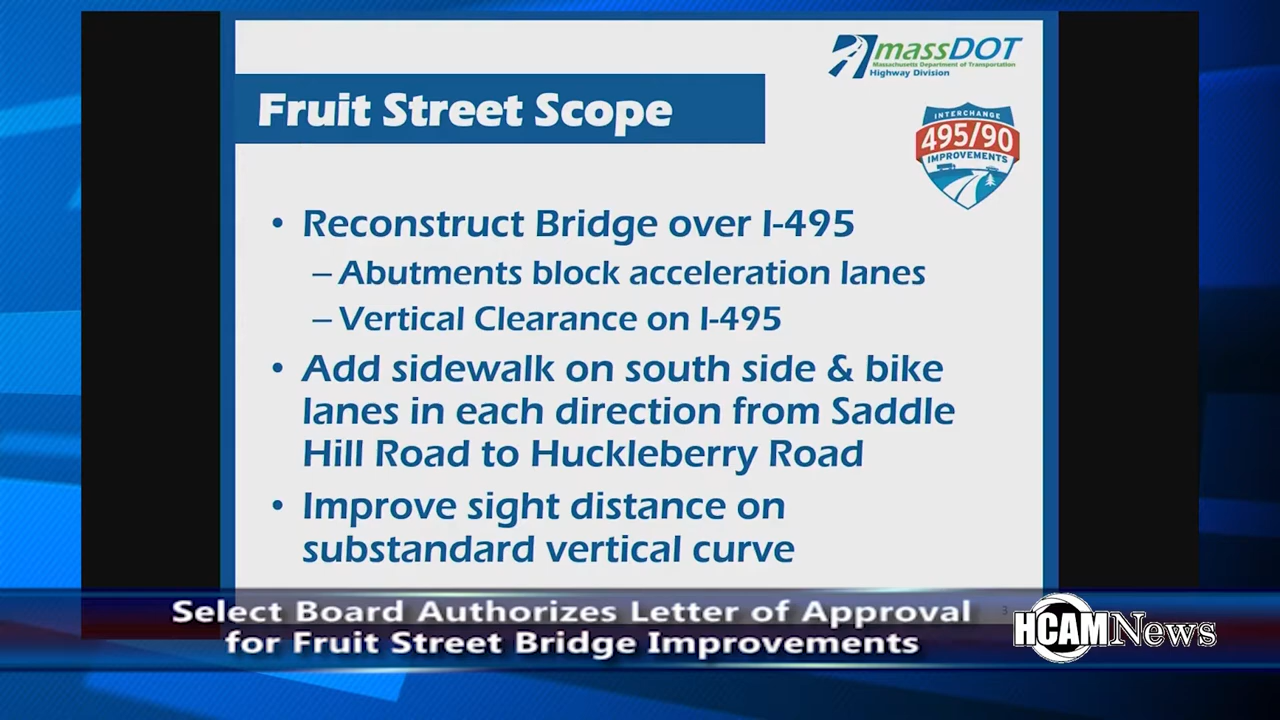 massDOT
Massachusetts Department of Transportation
Highway Division
Fruit Street Scope
INTERCHANGE
495/90
IMPROVEMENTS
• Reconstruct Bridge over I-495
– Abutments block acceleration lanes
– Vertical Clearance on I-495
• Add sidewalk on south side & bike
lanes in each direction from Saddle
Hill Road to Huckleberry Road
• Improve sight distance on
substandard vertical curve
3
Select Board Authorizes Letter of Approval
for Fruit Street Bridge Improvements
HCAM News